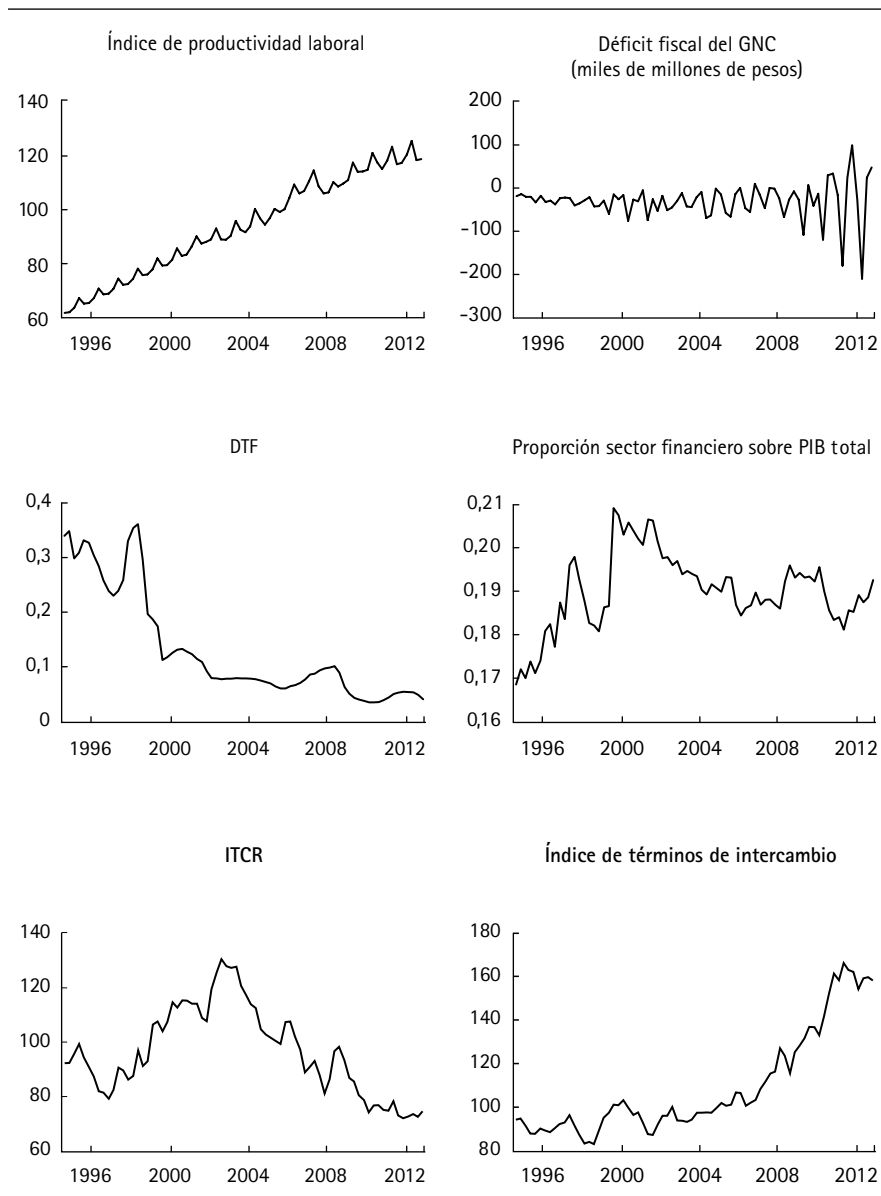 Índice de productividad laboral
140
120
100
80
60
1996 2000 2004 2008 2012
Déficit fiscal del GNC
(miles de millones de pesos)
200
100
0
-100
-200
-300
1996 2000 2004 2008 2012
DTF
0,4
0,3
0,2
0,1
0
1996 2000 2004 2008 2012
Proporción sector financiero sobre PIB total
0,21
0,20
0,19
0,18
0,17
0,16
1996 2000 2004 2008 2012
ITCR
140
120
100
80
60
1996 2000 2004 2008 2012
Índice de términos de intercambio
180
160
140
120
100
80
1996 2000 2004 2008 2012